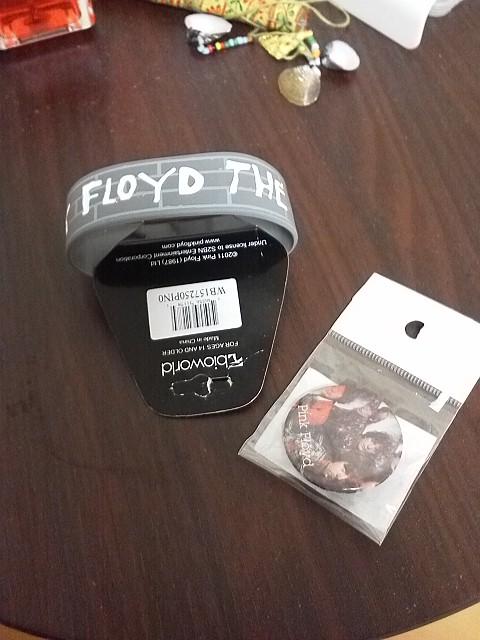 FLOYD THE
©2011 Pink Floyd (1987) Ltd
Under license to SZBN Entertainment Corporation
www.pinkfloyd.com
WB157250PIN0
FOR AGES 14 AND OLDER
Made in China
bioworld
Pink Floyd